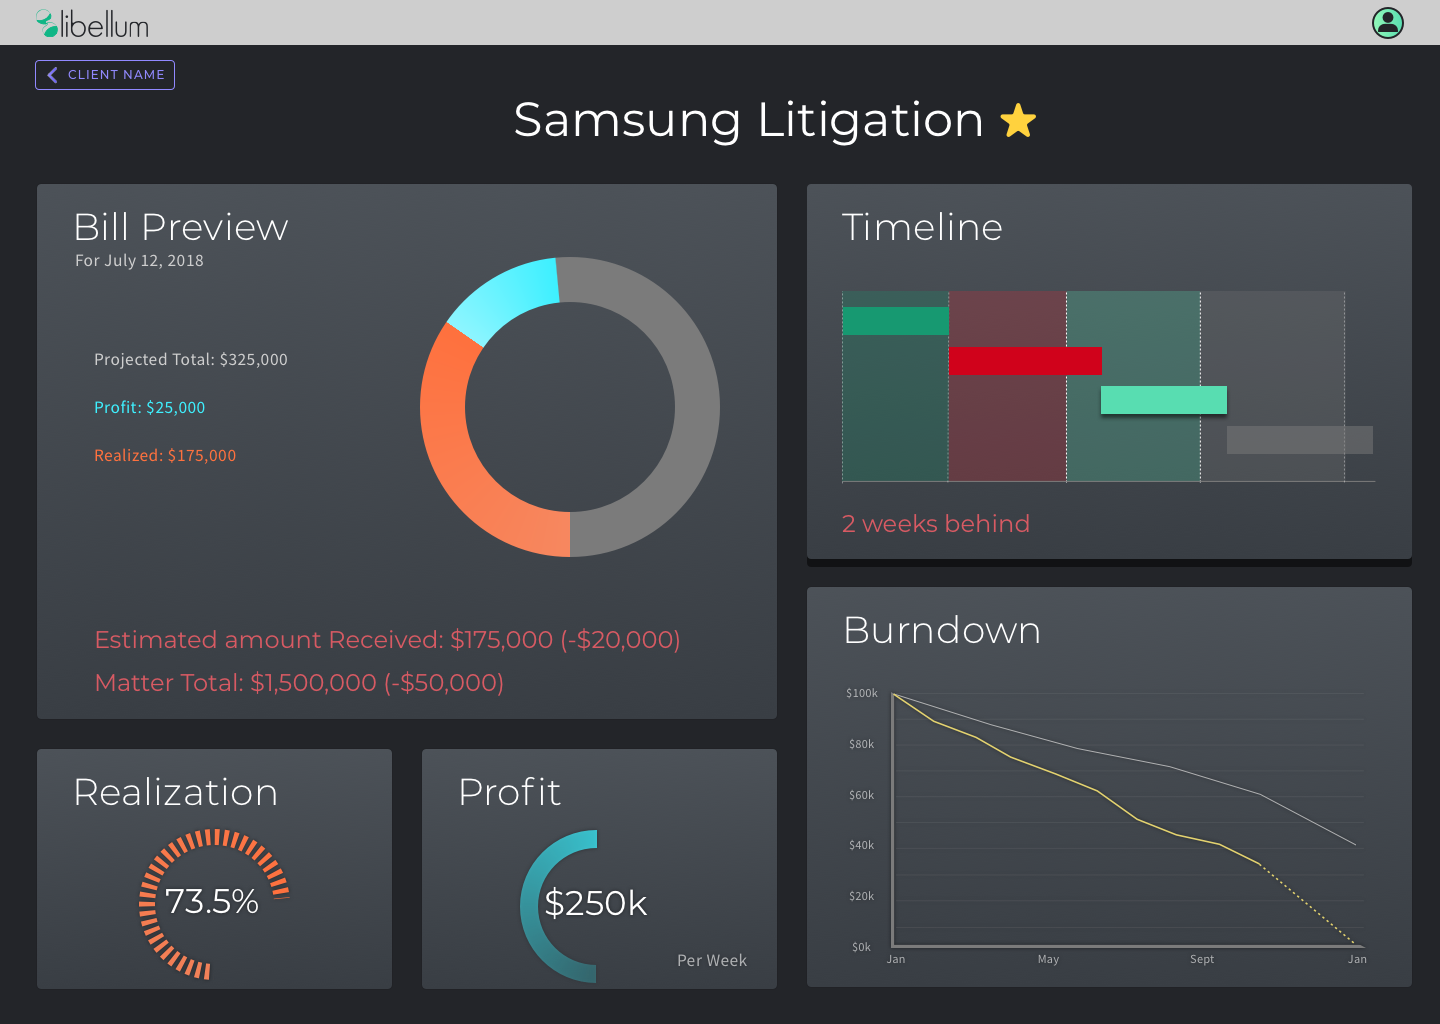 libellum
CLIENT NAME
Samsung Litigation
Bill Preview
For July 12, 2018
Projected Total: $325,000
Profit: $25,000
Realized: $175,000
Estimated amount Received: $175,000 (-$20,000)
Matter Total: $1,500,000 (-$50,000)
Timeline
2 weeks behind
Realization
73.5%
Profit
$250k
Per Week
Burndown
$100k
$80k
$60k
$40k
$20k
$0k
Jan May Sept Jan